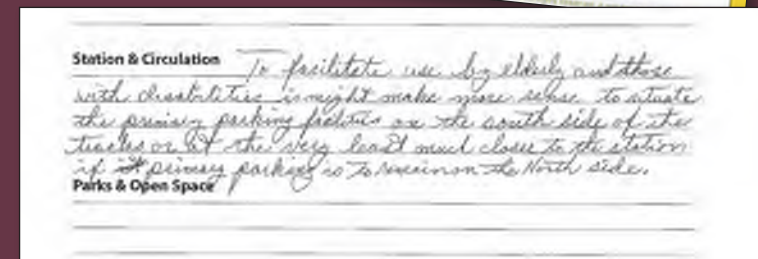 Station & Circulation To facilitate use by elderly and those
with disabilities it might make more sense to situate
the primary parking facilities on the south side of the
tracks or at the very least much closer to the station
if primary parking is to remain on the North side.
Parks & Open Space